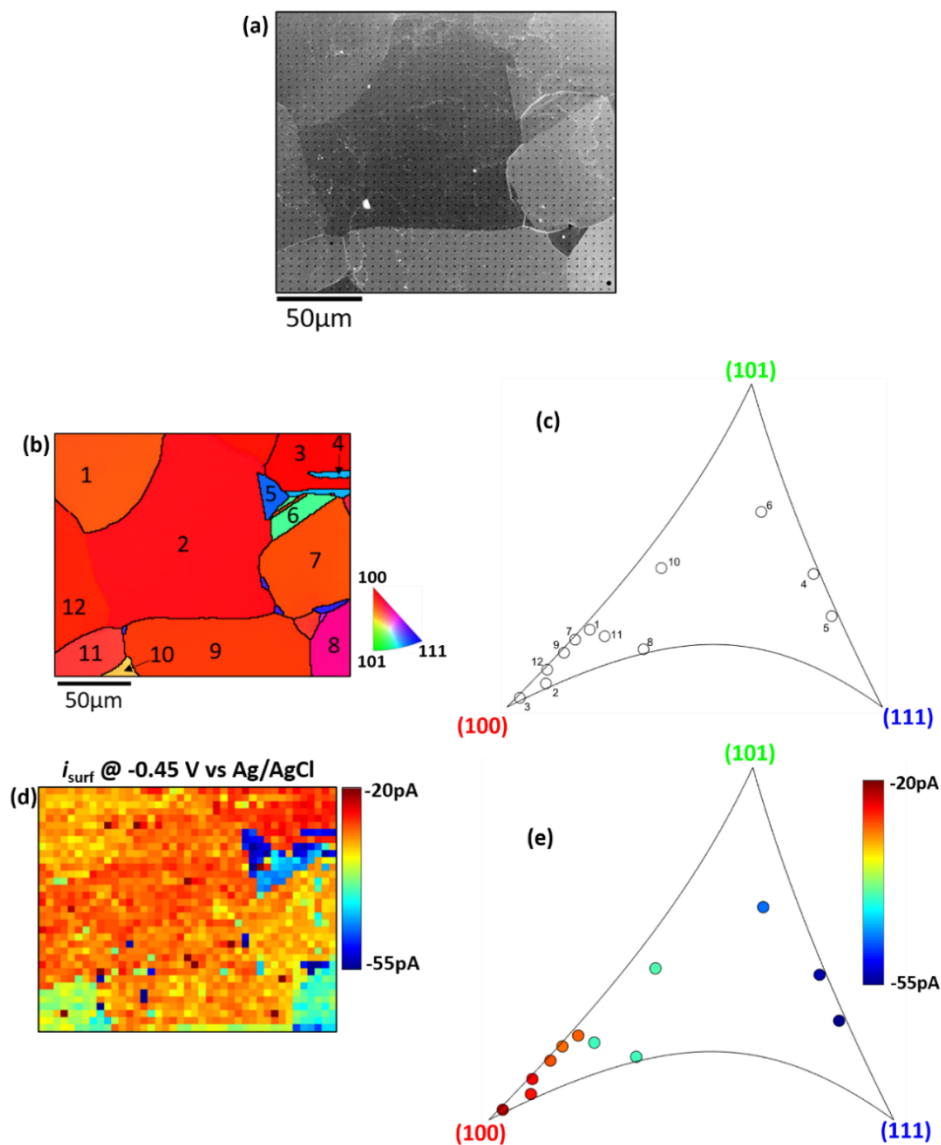 (a)
50μm
(b)
1
2
3
4
5
6
7
8
9
10
11
12
100
101
111
50μm
(c)
(101)
6
10
4
5
1
7
11
9
8
12
2
3
(100)
(111)
i surf @ -0.45 V vs Ag/AgCl
(d)
-20pA
-55pA
(e)
(101)
-20pA
-55pA
(100)
(111)